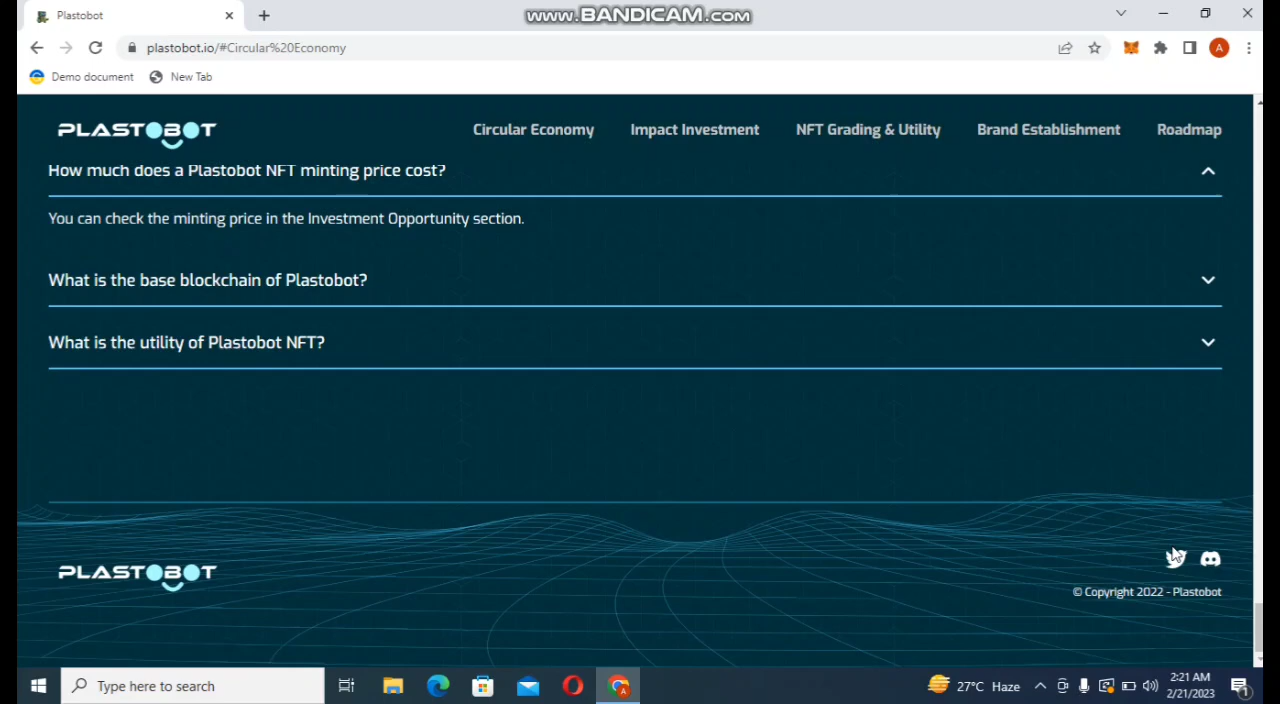 www.BANDICAM.com
Plastobot
plastobot.io/#Circular%20Economy
A
Demo document
New Tab
PLASTOBOT
Circular Economy
Impact Investment
NFT Grading & Utility
Brand Establishment
Roadmap
How much does a Plastobot NFT minting price cost?
You can check the minting price in the Investment Opportunity section.
What is the base blockchain of Plastobot?
What is the utility of Plastobot NFT?
PLASTOBOT
© Copyright 2022 - Plastobot
Type here to search
A
27°C Haze
2:21 AM
2/21/2023
1